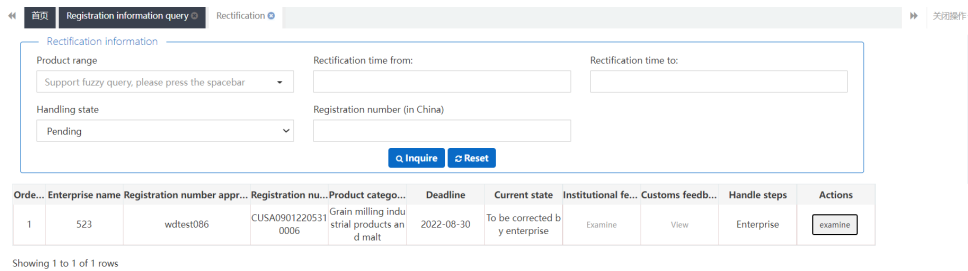 首页 Registration information query Rectification 关闭操作
Rectification information
Product range Rectification time from: Rectification time to:
Support fuzzy query, please press the spacebar
Handling state Registration number (in China)
Pending
Inquire Reset
Orde... Enterprise name Registration number appr... Registration nu... Product catego... Deadline Current state Institutional fe... Customs feedb... Handle steps Actions
1 523 wdtest086 CUSA0901220531 0006 Grain milling indu strial products an d malt 2022-08-30 To be corrected b y enterprise Examine View Enterprise examine
Showing 1 to 1 of 1 rows